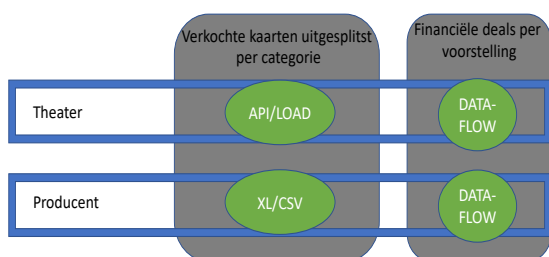 Verkochte kaarten uitgesplitst
per categorie
Financiële deals per
voorstelling
Theater
API/LOAD
DATA-
FLOW
Producent
XL/CSV
DATA-
FLOW